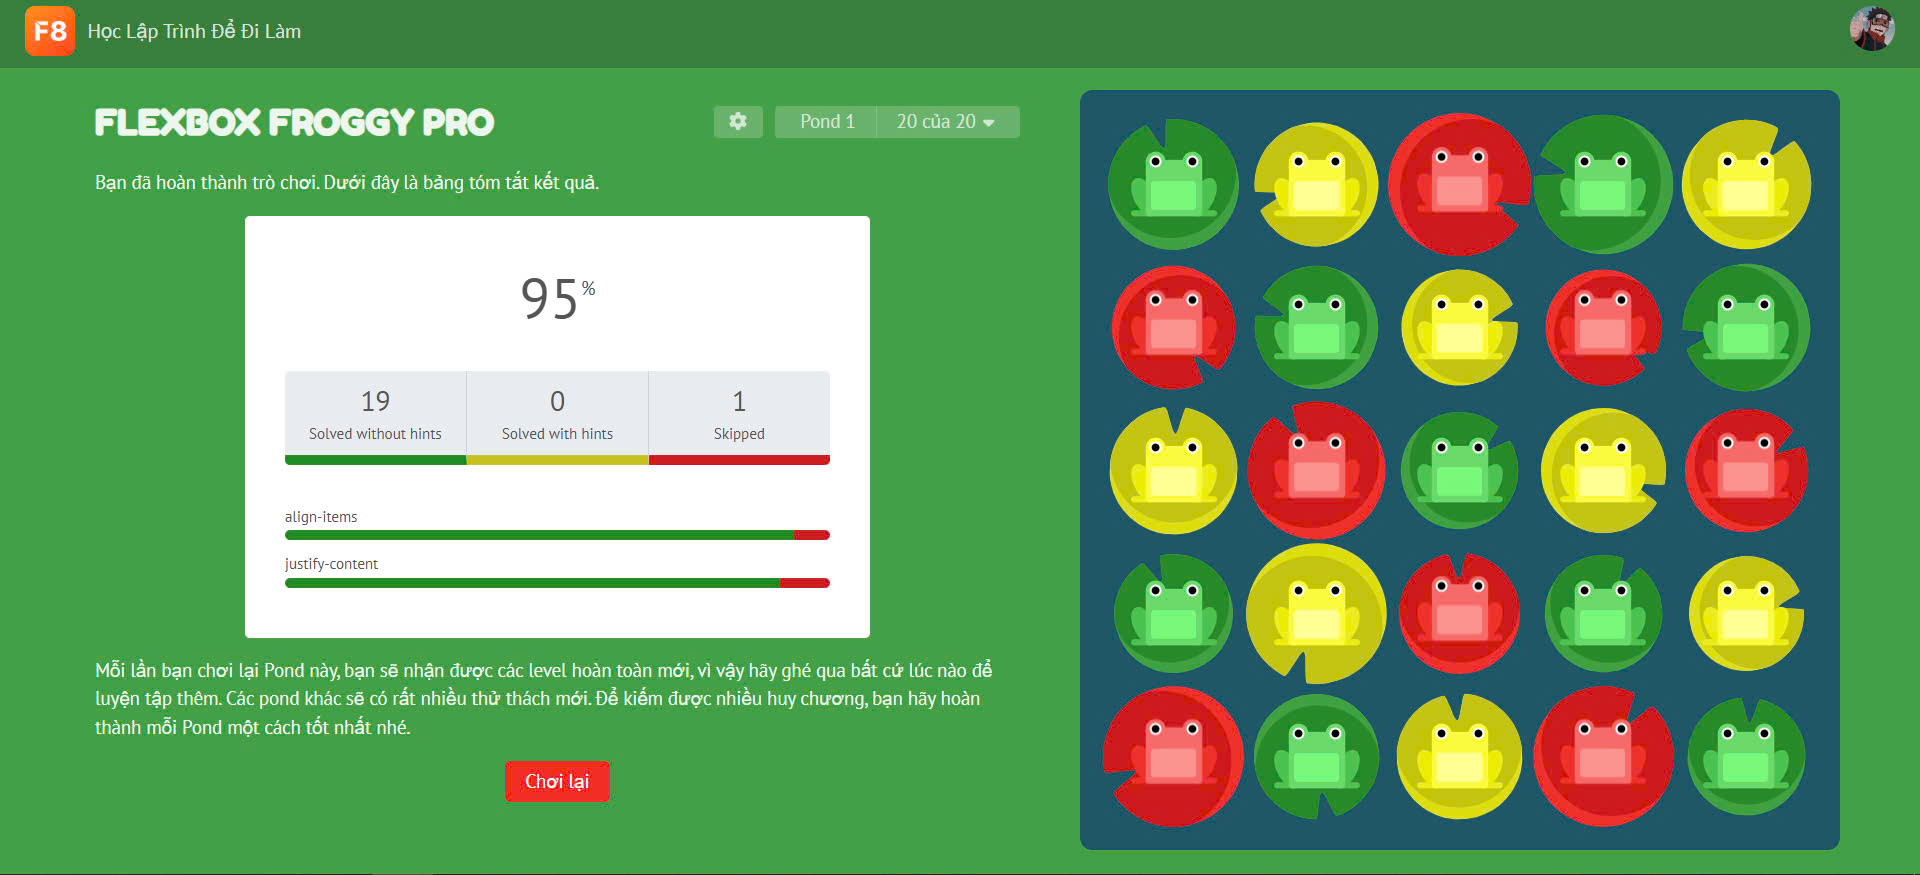 F8 Học Lập Trình Để Đi Làm
FLEXBOX FROGGY PRO
Pond 1 20 của 20
Bạn đã hoàn thành trò chơi. Dưới đây là bảng tóm tắt kết quả.
95%
19 0 1
Solved without hints Solved with hints Skipped
align-items
justify-content
Mỗi lần bạn chơi lại Pond này, bạn sẽ nhận được các level hoàn toàn mới, vì vậy hãy ghé qua bất cứ lúc nào để
luyện tập thêm. Các pond khác sẽ có rất nhiều thử thách mới. Để kiếm được nhiều huy chương, bạn hãy hoàn
thành mỗi Pond một cách tốt nhất nhé.
Chơi lại